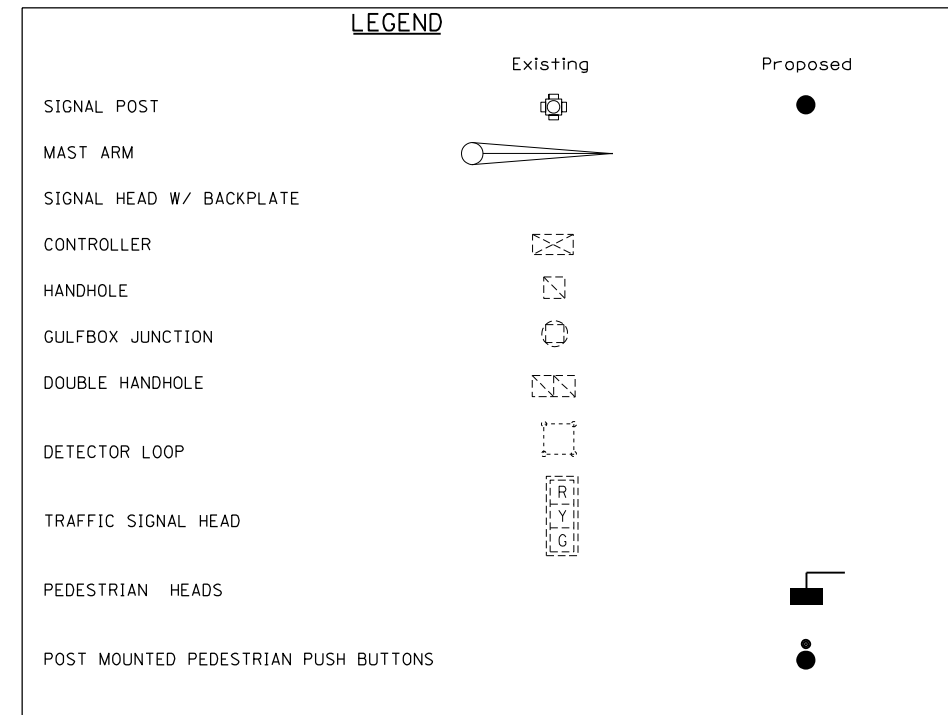 LEGEND
Existing Proposed
SIGNAL POST
MAST ARM
SIGNAL HEAD W/ BACKPLATE
CONTROLLER
HANDHOLE
GULFBOX JUNCTION
DOUBLE HANDHOLE
DETECTOR LOOP
R
Y
TRAFFIC SIGNAL HEAD
G
PEDESTRIAN HEADS
POST MOUNTED PEDESTRIAN PUSH BUTTONS